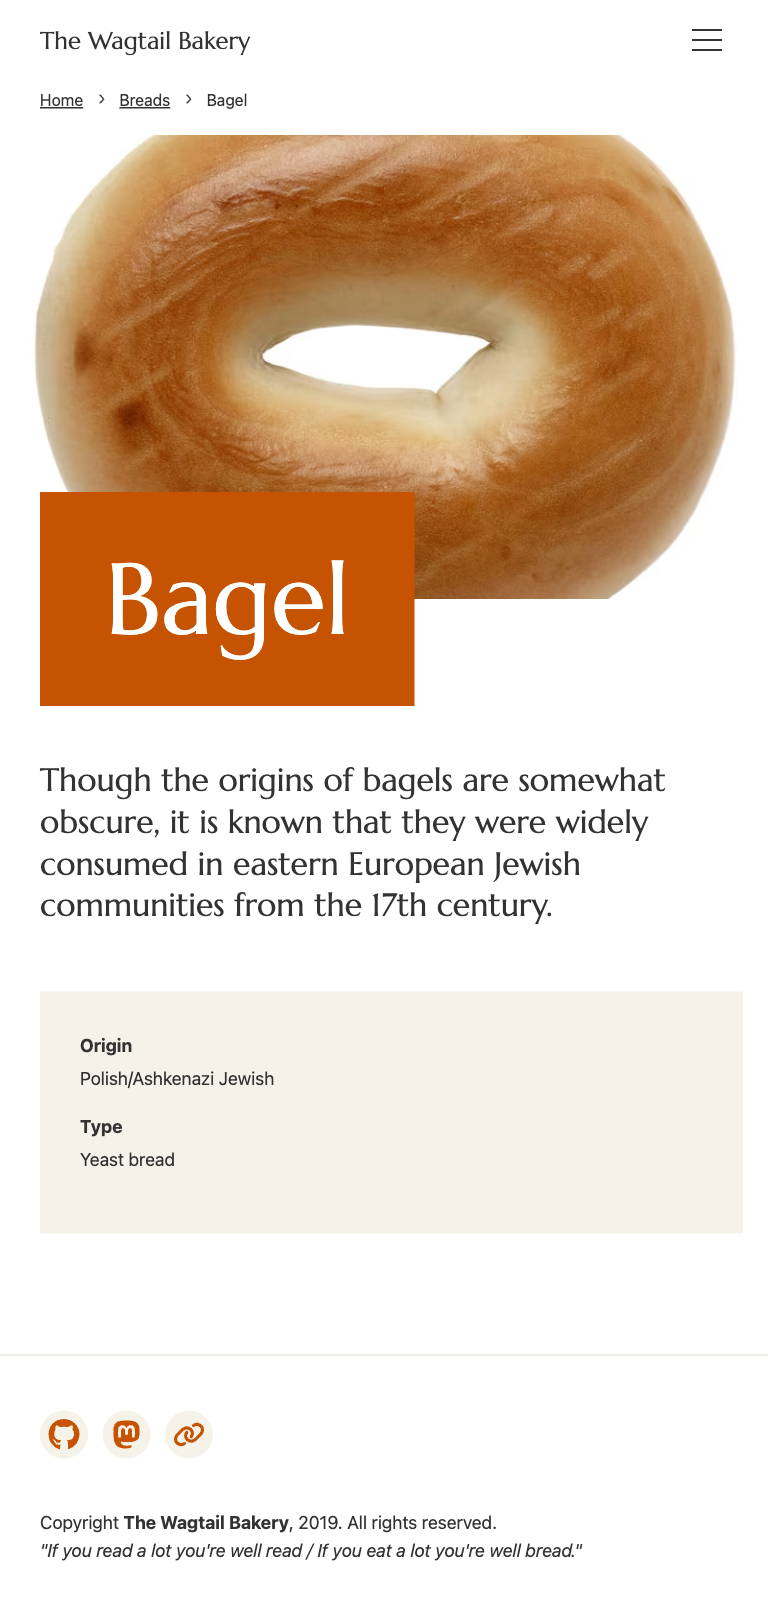 The Wagtail Bakery
Home > Breads > Bagel
Bagel
Though the origins of bagels are somewhat
obscure, it is known that they were widely
consumed in eastern European Jewish
communities from the 17th century.
Origin
Polish/Ashkenazi Jewish
Type
Yeast bread
Copyright The Wagtail Bakery, 2019. All rights reserved.
"If you read a lot you're well read / If you eat a lot you're well bread."